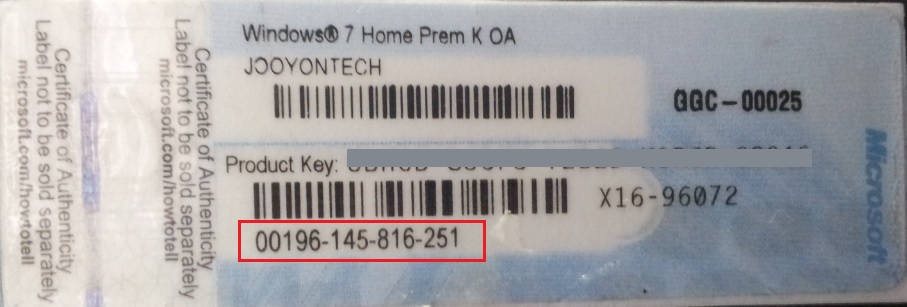 Certificate of Authenticity
Label not to be sold separately
microsoft.com/howtotell
Certificate of Authenticity
Label not to be sold separately
microsoft.com/howtotell
Windows® 7 Home Prem K OA
JOOYONTECH
GGC-00025
Product Key:
X16-96072
00196-145-816-251
Microsoft